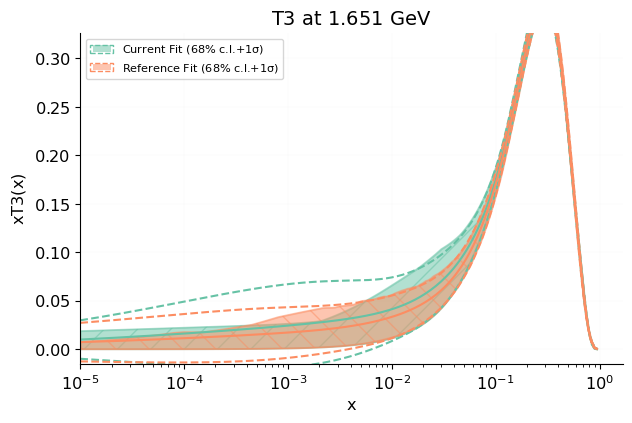 T3 at 1.651 GeV
Current Fit (68% c.l.+1σ)
Reference Fit (68% c.l.+1σ)
xT3(x)
0.30
0.25
0.20
0.15
0.10
0.05
0.00
10⁻⁵ 10⁻⁴ 10⁻³ 10⁻² 10⁻¹ 10⁰
x